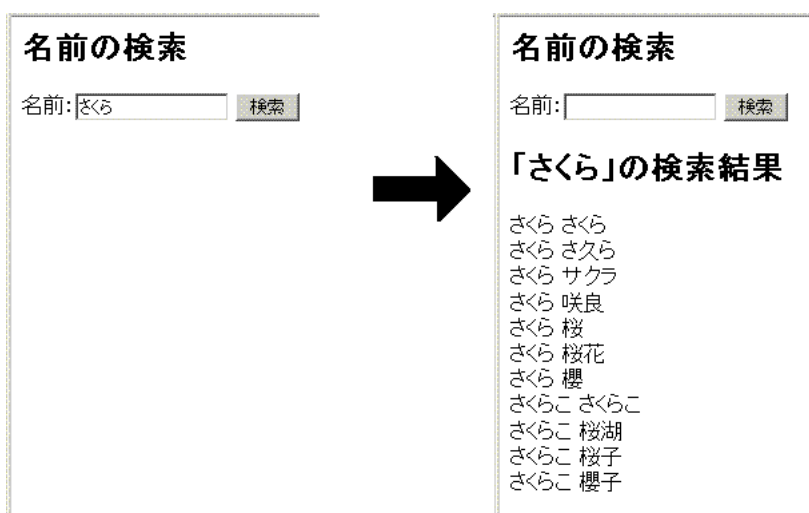 名前の検索
名前: さくら 検索
名前の検索
名前: 検索
「さくら」の検索結果
さくら さくら
さくら さ久ら
さくら サクラ
さくら 咲良
さくら 桜
さくら 桜花
さくら 櫻
さくらこ さくらこ
さくらこ 桜湖
さくらこ 桜子
さくらこ 櫻子